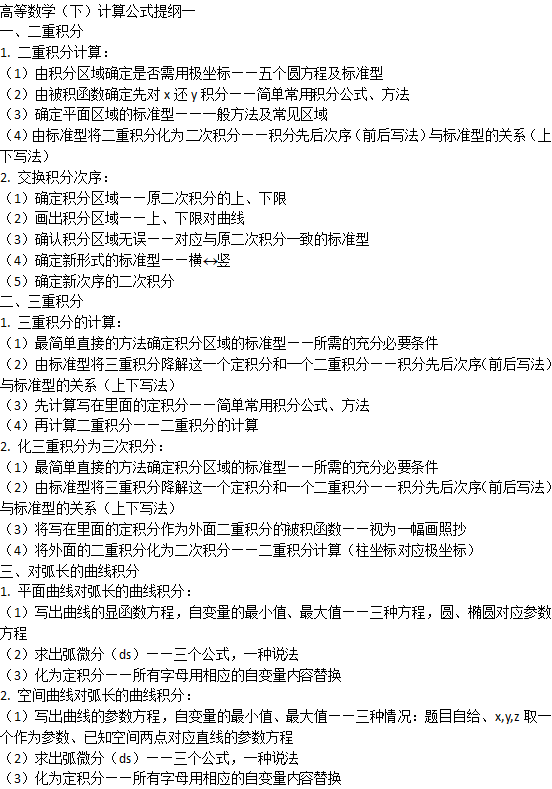 高等数学（下）计算公式提纲一
一、二重积分
1. 二重积分计算：
（1）由积分区域确定是否需用极坐标——五个圆方程及标准型
（2）由被积函数确定先对 x 还 y 积分——简单常用积分公式、方法
（3）确定平面区域的标准型———一般方法及常见区域
（4）由标准型将二重积分化为二次积分——积分先后次序（前后写法）与标准型的关系（上
下写法）
2. 交换积分次序：
（1）确定积分区域——原二次积分的上、下限
（2）画出积分区域——上、下限对曲线
（3）确认积分区域无误——对应与原二次积分一致的标准型
（4）确定新形式的标准型——横↔竖
（5）确定新次序的二次积分
二、三重积分
1. 三重积分的计算：
（1）最简单直接的方法确定积分区域的标准型——所需的充分必要条件
（2）由标准型将三重积分降解这一个定积分和一个二重积分——积分先后次序（前后写法）
与标准型的关系（上下写法）
（3）先计算写在里面的定积分——简单常用积分公式、方法
（4）再计算二重积分——二重积分的计算
2. 化三重积分为三次积分：
（1）最简单直接的方法确定积分区域的标准型——所需的充分必要条件
（2）由标准型将三重积分降解这一个定积分和一个二重积分——积分先后次序（前后写法）
与标准型的关系（上下写法）
（3）将写在里面的定积分作为外面二重积分的被积函数——视为一幅画照抄
（4）将外面的二重积分化为二次积分——二重积分计算（柱坐标对应极坐标）
三、对弧长的曲线积分
1. 平面曲线对弧长的曲线积分：
（1）写出曲线的显函数方程，自变量的最小值、最大值——三种方程，圆、椭圆对应参数
方程
（2）求出弧微分（ds）——三个公式，一种说法
（3）化为定积分——所有字母用相应的自变量内容替换
2. 空间曲线对弧长的曲线积分：
（1）写出曲线的参数方程，自变量的最小值、最大值——三种情况：题目自给、x,y,z 取一
个作为参数、已知空间两点对应直线的参数方程
（2）求出弧微分（ds）——三个公式，一种说法
（3）化为定积分——所有字母用相应的自变量内容替换